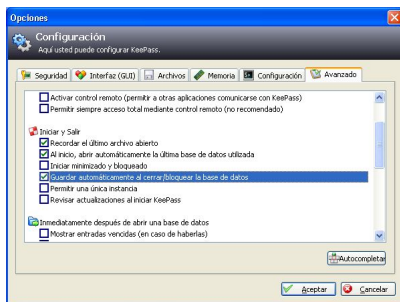 Opciones
Configuración
Aquí usted puede configurar KeePass.
Seguridad
Interfaz (GUI)
Archivos
Memoria
Configuración
Avanzado
Activar control remoto (permitir a otras aplicaciones comunicarse con KeePass)
Permitir siempre acceso total mediante control remoto (no recomendado)
Iniciar y Salir
Recordar el último archivo abierto
Al inicio, abrir automáticamente la última base de datos utilizada
Iniciar minimizado y bloqueado
Guardar automáticamente al cerrar/bloquear la base de datos
Permitir una única instancia
Revisar actualizaciones al iniciar KeePass
Inmediatamente después de abrir una base de datos
Mostrar entradas vencidas (en caso de haberlas)
Autocompletar
Aceptar
Cancelar